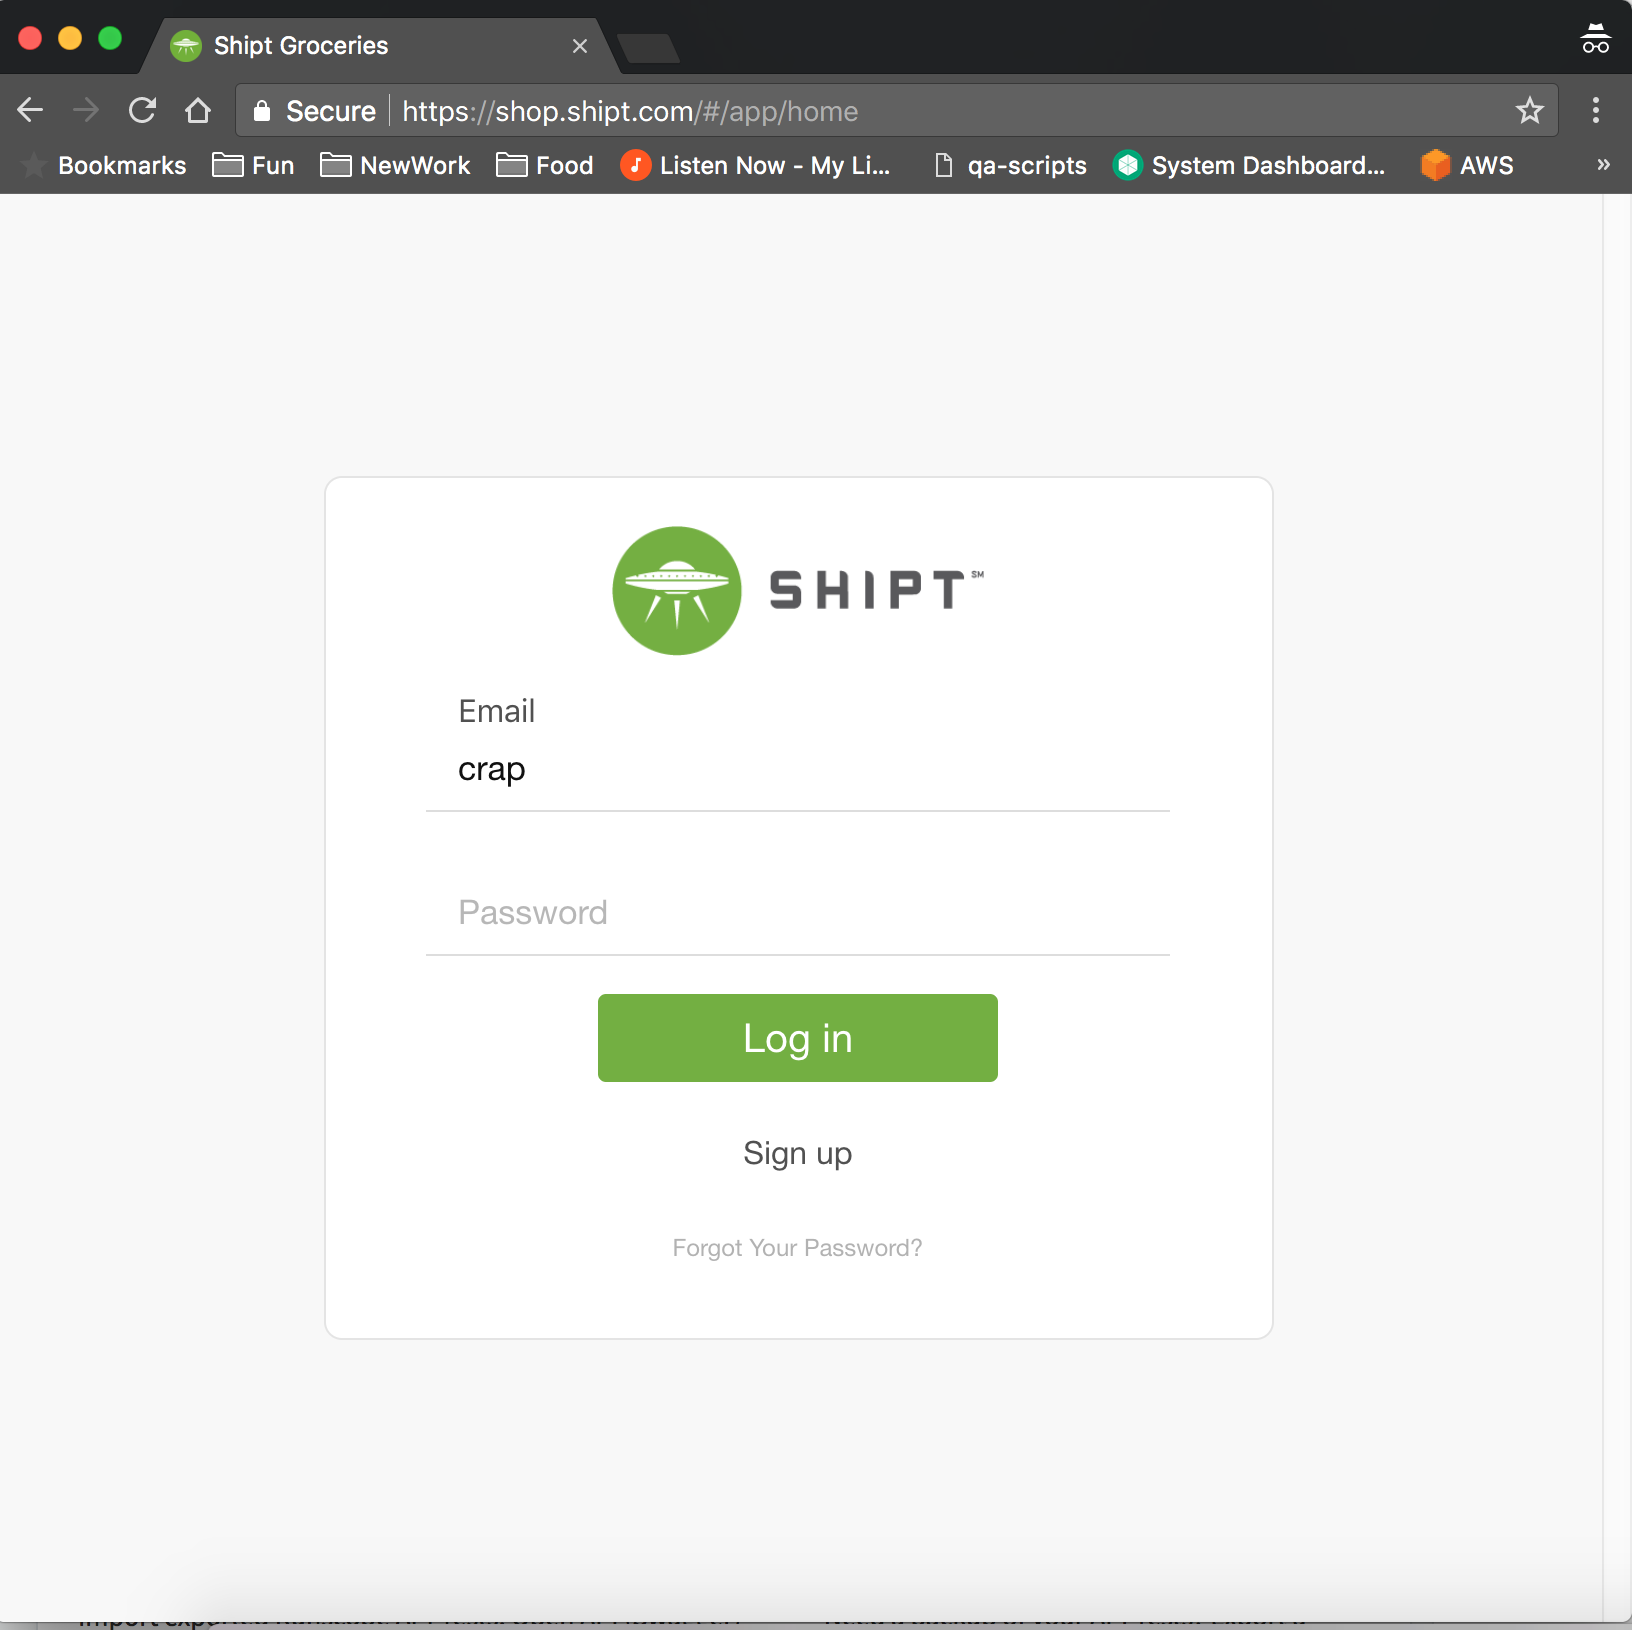 Shipt Groceries
Secure https://shop.shipt.com/#/app/home
Bookmarks Fun NewWork Food Listen Now - My Li... qa-scripts System Dashboard... AWS »
SHIPT℠
Email
crap
Password
Log in
Sign up
Forgot Your Password?